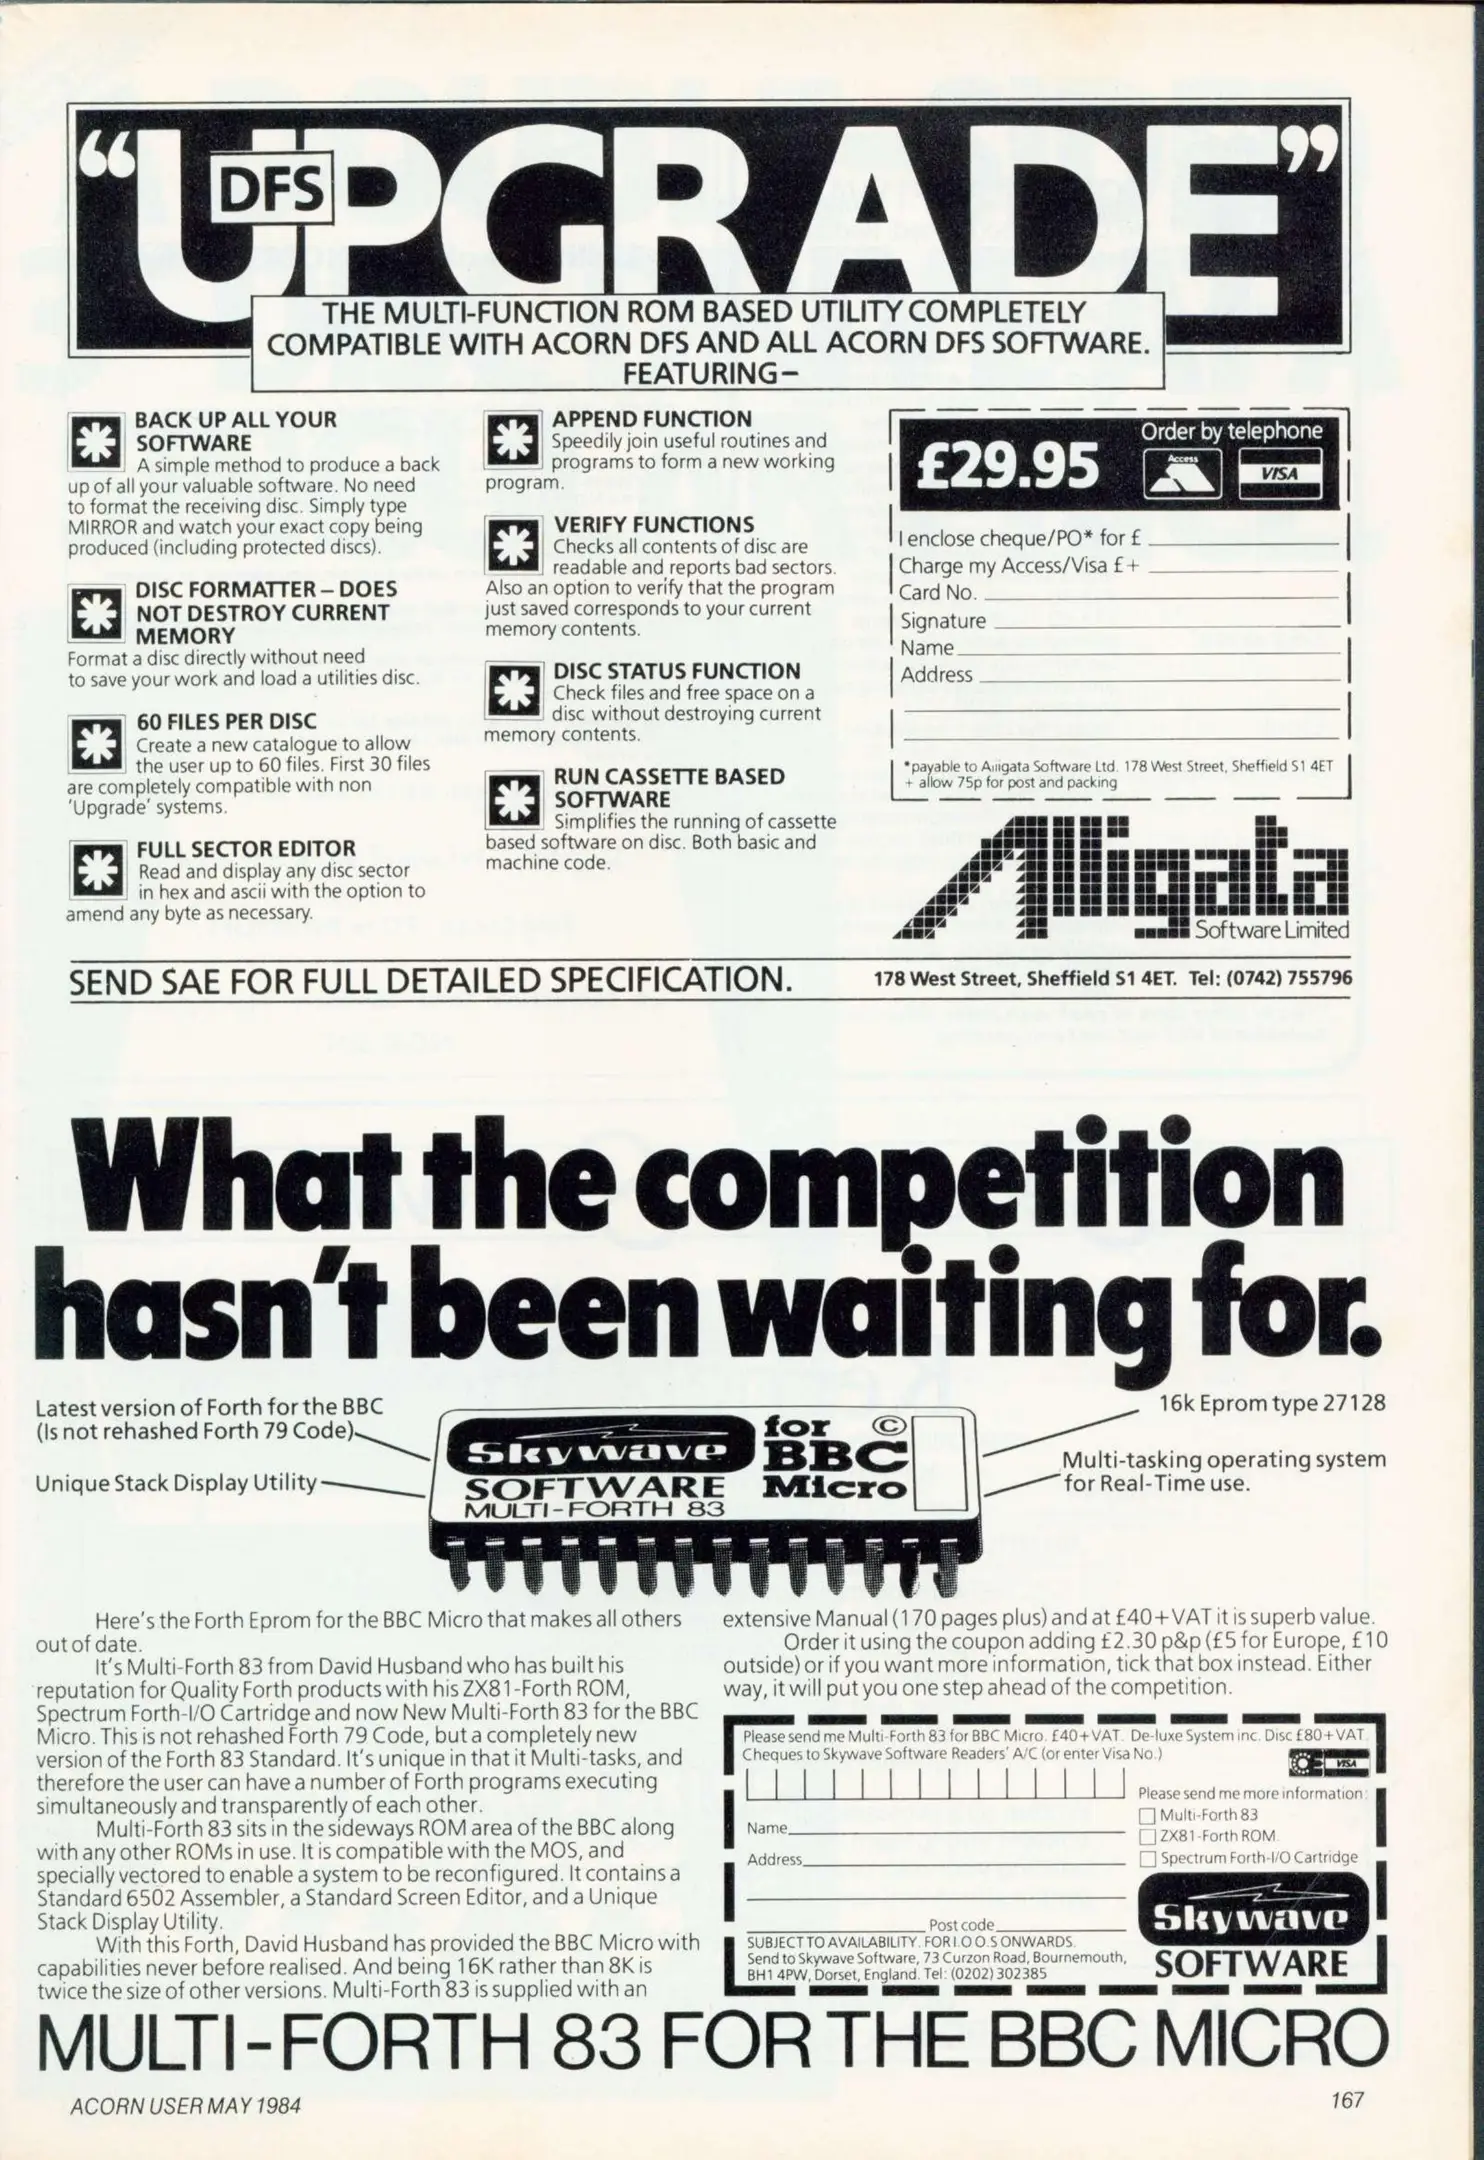 “UPGRADE”
DFS
THE MULTI-FUNCTION ROM BASED UTILITY COMPLETELY
COMPATIBLE WITH ACORN DFS AND ALL ACORN DFS SOFTWARE.
FEATURING–
BACK UP ALL YOUR
SOFTWARE
A simple method to produce a back
up of all your valuable software. No need
to format the receiving disc. Simply type
MIRROR and watch your exact copy being
produced (including protected discs).
DISC FORMATTER – DOES
NOT DESTROY CURRENT
MEMORY
Format a disc directly without need
to save your work and load a utilities disc.
60 FILES PER DISC
Create a new catalogue to allow
the user up to 60 files. First 30 files
are completely compatible with non
'Upgrade' systems.
FULL SECTOR EDITOR
Read and display any disc sector
in hex and ascii with the option to
amend any byte as necessary.
APPEND FUNCTION
Speedily join useful routines and
programs to form a new working
program.
VERIFY FUNCTIONS
Checks all contents of disc are
readable and reports bad sectors.
Also an option to verify that the program
just saved corresponds to your current
memory contents.
DISC STATUS FUNCTION
Check files and free space on a
disc without destroying current
memory contents.
RUN CASSETTE BASED
SOFTWARE
Simplifies the running of cassette
based software on disc. Both basic and
machine code.
£29.95
Order by telephone
Access
VISA
I enclose cheque/PO* for £
Charge my Access/Visa £+
Card No.
Signature
Name
Address
*payable to Alligata Software Ltd. 178 West Street, Sheffield S1 4ET
+ allow 75p for post and packing
Alligata
Software Limited
SEND SAE FOR FULL DETAILED SPECIFICATION.
178 West Street, Sheffield S1 4ET. Tel: (0742) 755796
What the competition
hasn't been waiting for.
Latest version of Forth for the BBC
(Is not rehashed Forth 79 Code)
Unique Stack Display Utility
16k Eprom type 27128
Multi-tasking operating system
for Real-Time use.
Skywave
SOFTWARE
MULTI-FORTH 83
for ©
BBC
Micro
Here's the Forth Eprom for the BBC Micro that makes all others
out of date.
It's Multi-Forth 83 from David Husband who has built his
reputation for Quality Forth products with his ZX81-Forth ROM,
Spectrum Forth-I/O Cartridge and now New Multi-Forth 83 for the BBC
Micro. This is not rehashed Forth 79 Code, but a completely new
version of the Forth 83 Standard. It's unique in that it Multi-tasks, and
therefore the user can have a number of Forth programs executing
simultaneously and transparently of each other.
Multi-Forth 83 sits in the sideways ROM area of the BBC along
with any other ROMs in use. It is compatible with the MOS, and
specially vectored to enable a system to be reconfigured. It contains a
Standard 6502 Assembler, a Standard Screen Editor, and a Unique
Stack Display Utility.
With this Forth, David Husband has provided the BBC Micro with
capabilities never before realised. And being 16K rather than 8K is
twice the size of other versions. Multi-Forth 83 is supplied with an
extensive Manual (170 pages plus) and at £40+VAT it is superb value.
Order it using the coupon adding £2.30 p&p (£5 for Europe, £10
outside) or if you want more information, tick that box instead. Either
way, it will put you one step ahead of the competition.
Please send me Multi-Forth 83 for BBC Micro. £40+VAT. De-luxe System inc. Disc £80+VAT.
Cheques to Skywave Software Readers' A/C (or enter Visa No.)
VISA
Please send me more information:
Multi-Forth 83
ZX81-Forth ROM.
Spectrum Forth-I/O Cartridge
Name
Address
Post code
SUBJECT TO AVAILABILITY. FOR I.O O.S ONWARDS.
Send to Skywave Software, 73 Curzon Road, Bournemouth,
BH1 4PW, Dorset, England. Tel: (0202) 302385
Skywave
SOFTWARE
MULTI-FORTH 83 FOR THE BBC MICRO
ACORN USER MAY 1984
167